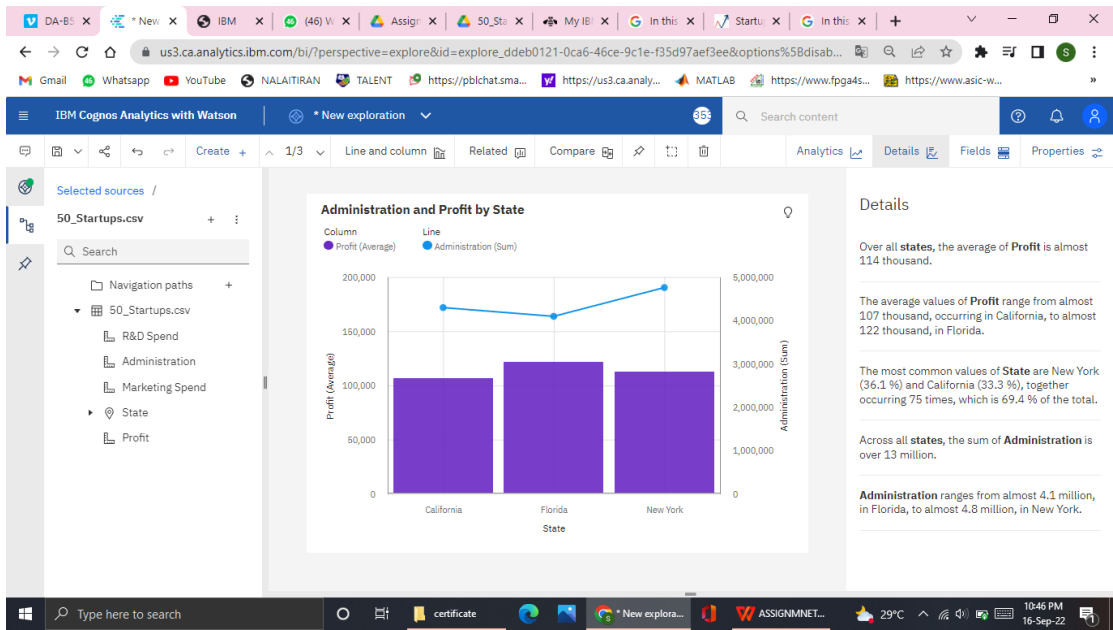 DA-B5
* New
IBM
(46) W
Assign
50_Sta
My IB
In this
Startu
In this
us3.ca.analytics.ibm.com/bi/?perspective=explore&id=explore_ddeb0121-0ca6-46ce-9c1e-f35d97aef3ee&options%5Bdisab...
S
Gmail
46 Whatsapp
YouTube
NALAITIRAN
TALENT
https://pblchat.sma...
https://us3.ca.analy...
MATLAB
https://www.fpga4s...
https://www.asic-w...
»
IBM Cognos Analytics with Watson
* New exploration
353
Search content
Create +
1/3
Line and column
Related
Compare
Analytics
Details
Fields
Properties
Selected sources /
50_Startups.csv
Search
Navigation paths
50_Startups.csv
R&D Spend
Administration
Marketing Spend
State
Profit
Administration and Profit by State
Column
Line
Profit (Average)
Administration (Sum)
200,000
150,000
100,000
50,000
0
Profit (Average)
5,000,000
4,000,000
3,000,000
2,000,000
1,000,000
0
Administration (Sum)
California
Florida
New York
State
Details
Over all states, the average of Profit is almost
114 thousand.
The average values of Profit range from almost
107 thousand, occurring in California, to almost
122 thousand, in Florida.
The most common values of State are New York
(36.1 %) and California (33.3 %), together
occurring 75 times, which is 69.4 % of the total.
Across all states, the sum of Administration is
over 13 million.
Administration ranges from almost 4.1 million,
in Florida, to almost 4.8 million, in New York.
Type here to search
certificate
* New explora...
ASSIGNMNET...
29°C
10:46 PM
16-Sep-22
1